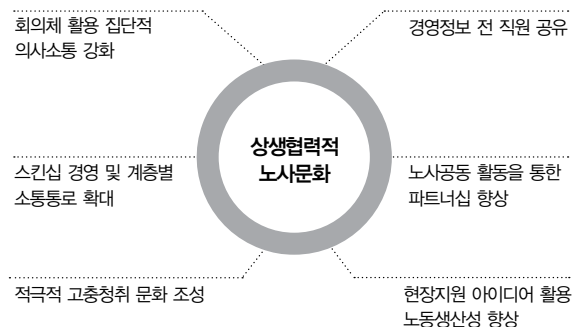 회의체 활용 집단적
의사소통 강화
경영정보 전 직원 공유
상생협력적
노사문화
스킨십 경영 및 계층별
소통통로 확대
노사공동 활동을 통한
파트너십 향상
적극적 고충청취 문화 조성
현장지원 아이디어 활용
노동생산성 향상